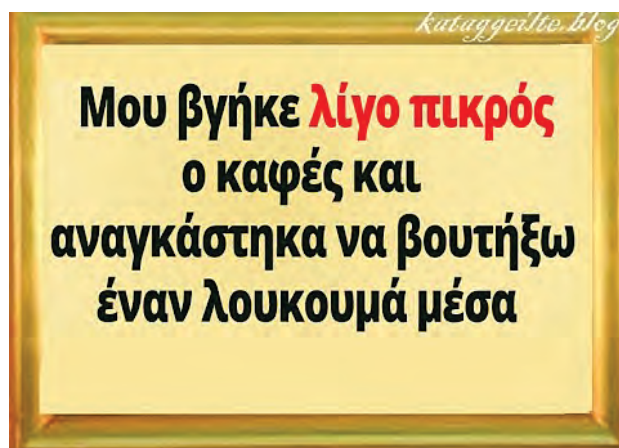 kataggeilte.blog
Μου βγήκε λίγο πικρός
ο καφές και
αναγκάστηκα να βουτήξω
έναν λουκουμά μέσα